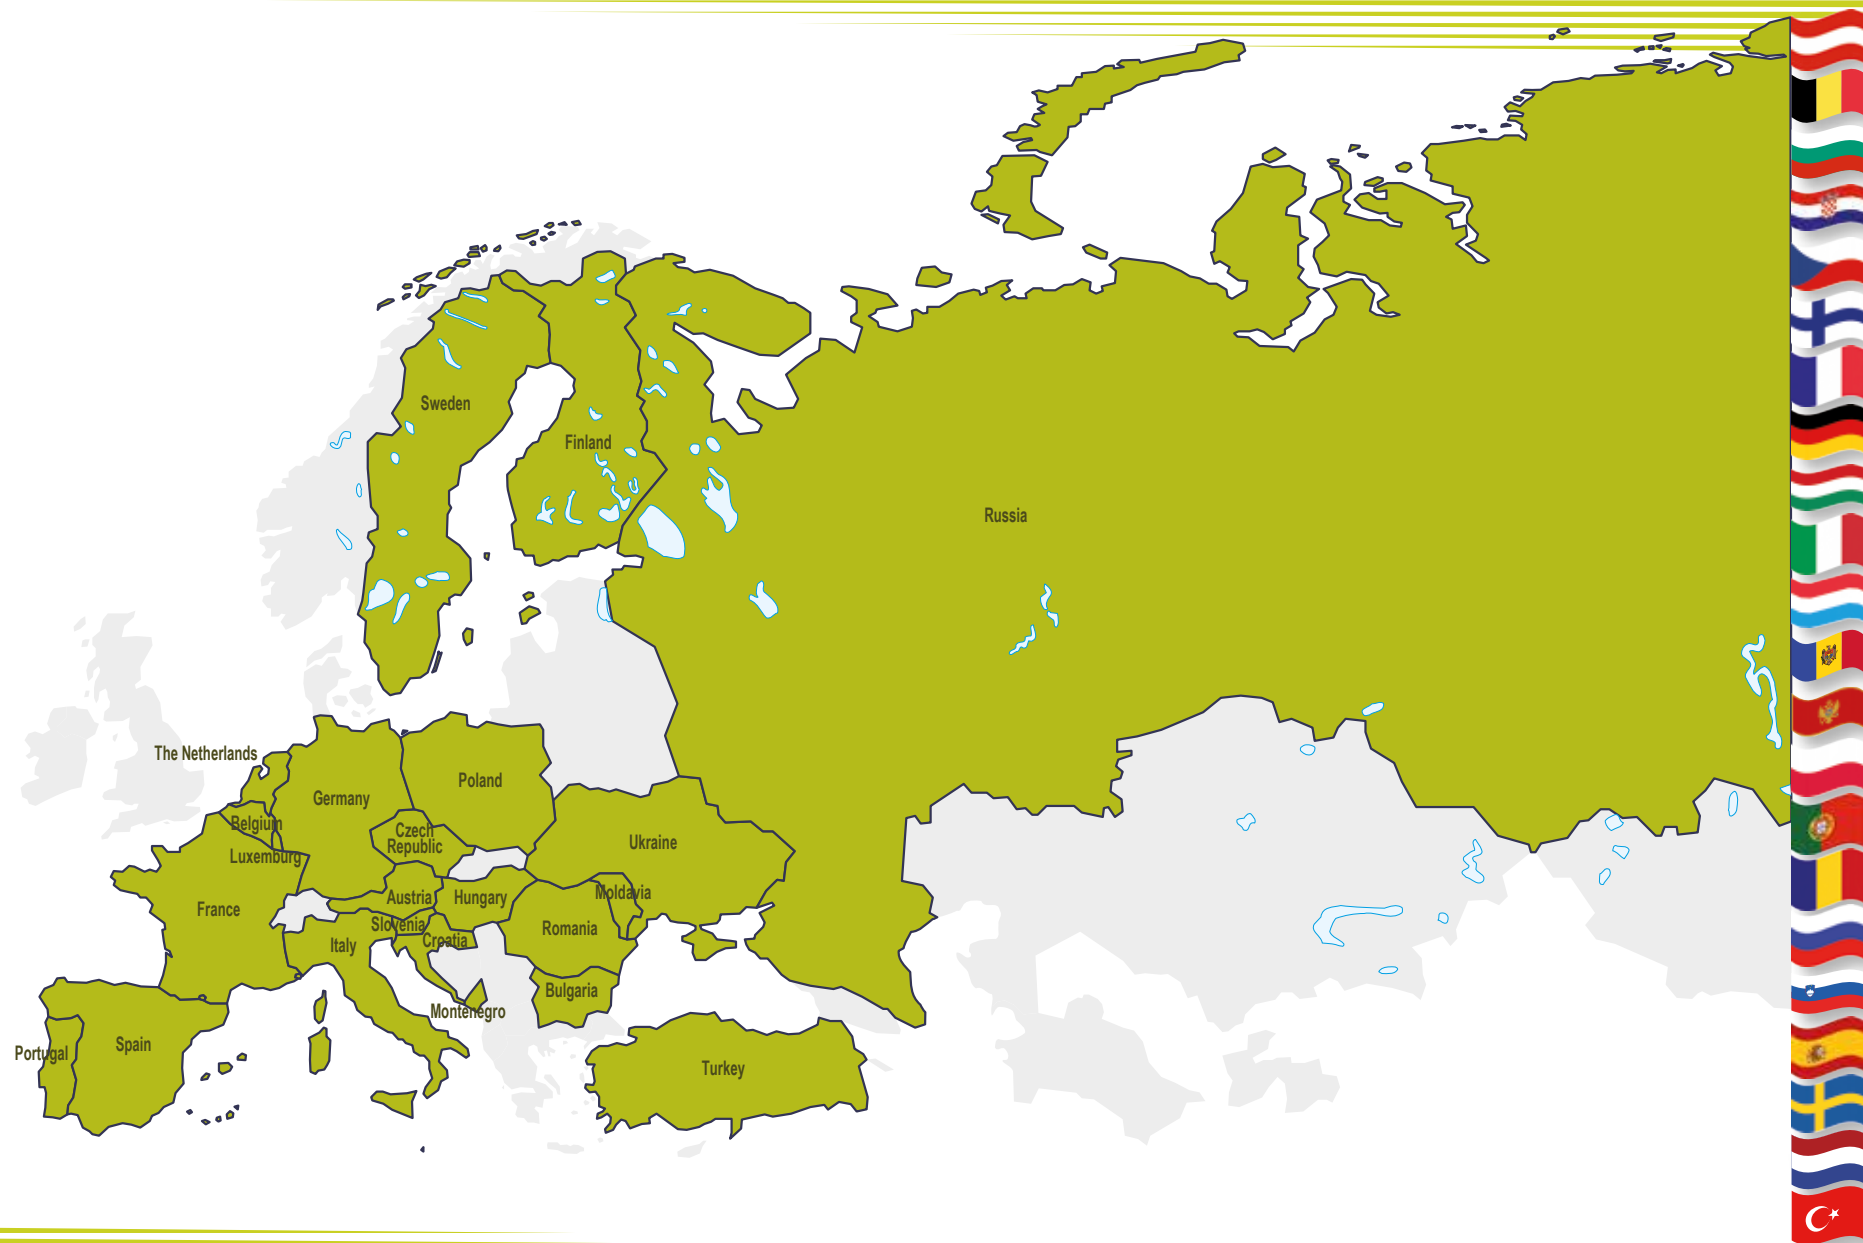 Sweden
Finland
Russia
The Netherlands
Poland
Germany
Belgium
Czech
Republic
Ukraine
Luxemburg
Austria
Hungary
Moldavia
France
Slovenia
Romania
Croatia
Italy
Bulgaria
Montenegro
Spain
Portugal
Turkey